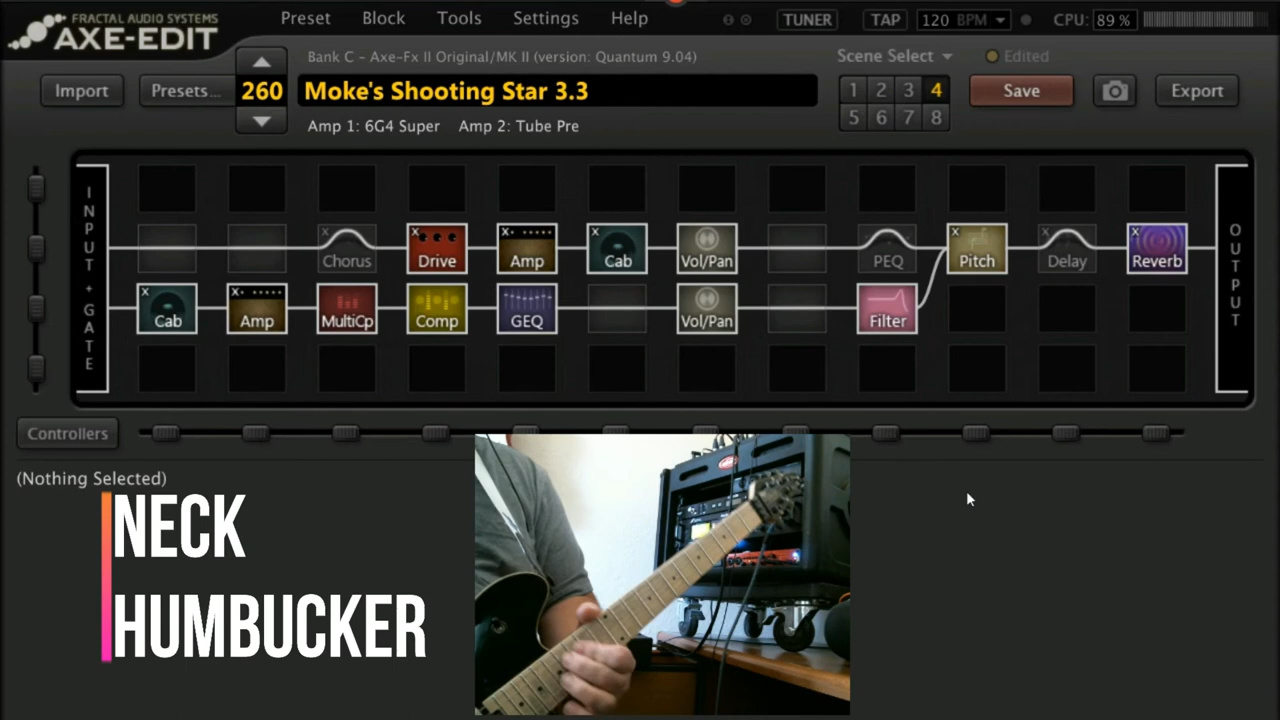 FRACTAL AUDIO SYSTEMS
AXE-EDIT
Preset Block Tools Settings Help
TUNER
TAP
120 BPM
CPU: 89 %
Import
Presets...
260
Bank C - Axe-Fx II Original/MK II (version: Quantum 9.04)
Moke's Shooting Star 3.3
Amp 1: 6G4 Super Amp 2: Tube Pre
Scene Select
1 2 3 4
5 6 7 8
Edited
Save
Export
INPUT + GATE
Chorus Drive Amp Cab Vol/Pan PEQ Pitch Delay Reverb
Cab Amp MultiCp Comp GEQ Vol/Pan Filter
OUTPUT
Controllers
(Nothing Selected)
NECK
HUMBUCKER